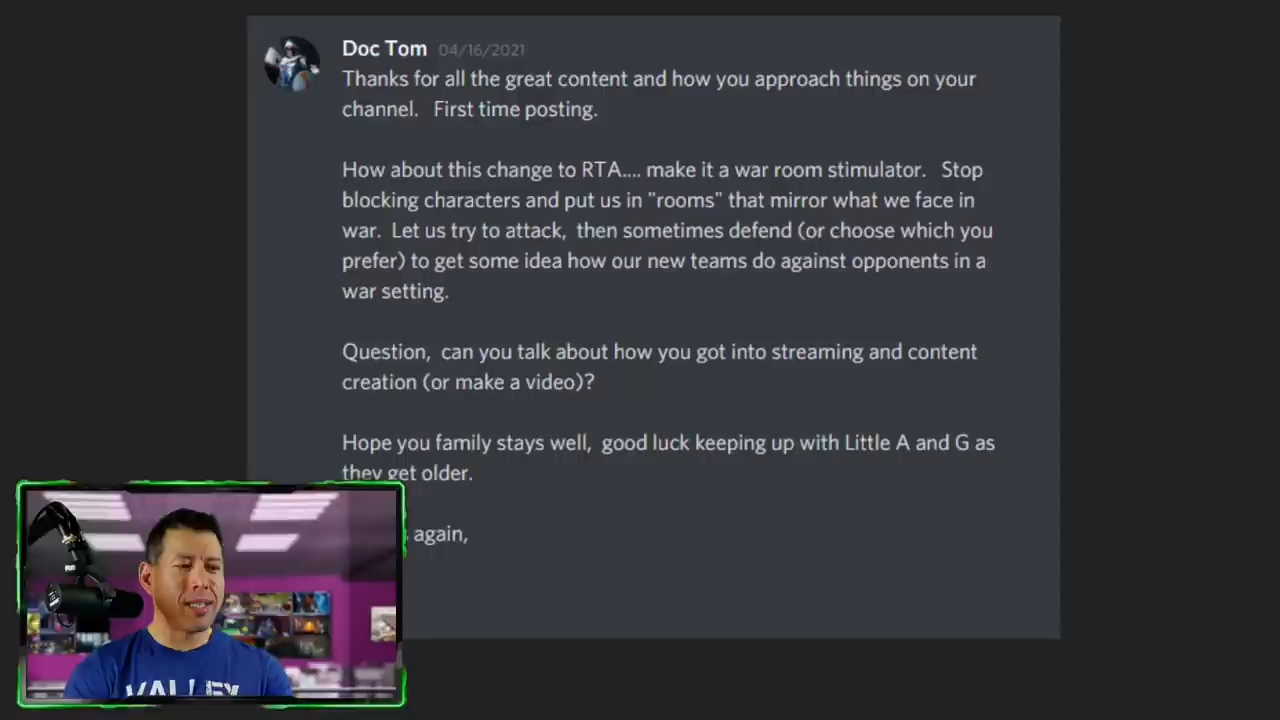 Doc Tom 04/16/2021
Thanks for all the great content and how you approach things on your
channel. First time posting.
How about this change to RTA.... make it a war room stimulator. Stop
blocking characters and put us in "rooms" that mirror what we face in
war. Let us try to attack, then sometimes defend (or choose which you
prefer) to get some idea how our new teams do against opponents in a
war setting.
Question, can you talk about how you got into streaming and content
creation (or make a video)?
Hope you family stays well, good luck keeping up with Little A and G as
they get older.
again,
VALLEY